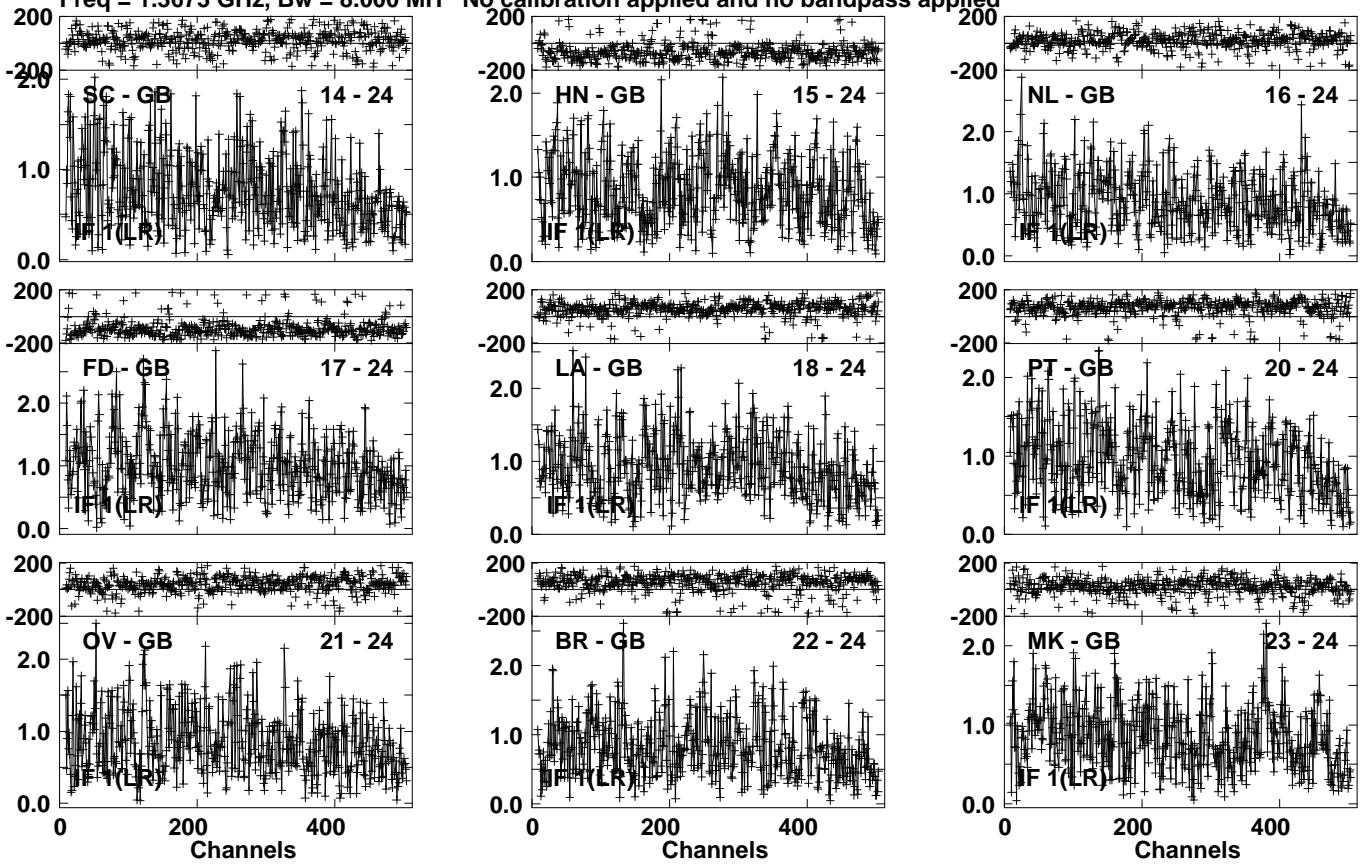 Freq = 1.3673 GHz, Bw = 8.000 MH No calibration applied and no bandpass applied
200 200 200
-200 -200 -200
2.0 SC - GB 14 - 24 2.0 HN - GB 15 - 24 2.0 NL - GB 16 - 24
1.0 1.0 1.0
IF 1(LR) IF 1(LR) IF 1(LR)
0.0 0.0 0.0
200 200 200
-200 -200 -200
FD - GB 17 - 24 LA - GB 18 - 24 PT - GB 20 - 24
2.0 2.0 2.0
1.0 1.0 1.0
IF 1(LR) IF 1(LR) IF 1(LR)
0.0 0.0
200 200 200
-200 -200 -200
OV - GB 21 - 24 BR - GB 22 - 24 MK - GB 23 - 24
2.0 2.0 2.0
1.0 1.0 1.0
IF 1(LR) IF 1(LR) IF 1(LR)
0.0 0.0 0.0
0 200 400 0 200 400 0 200 400
Channels Channels Channels